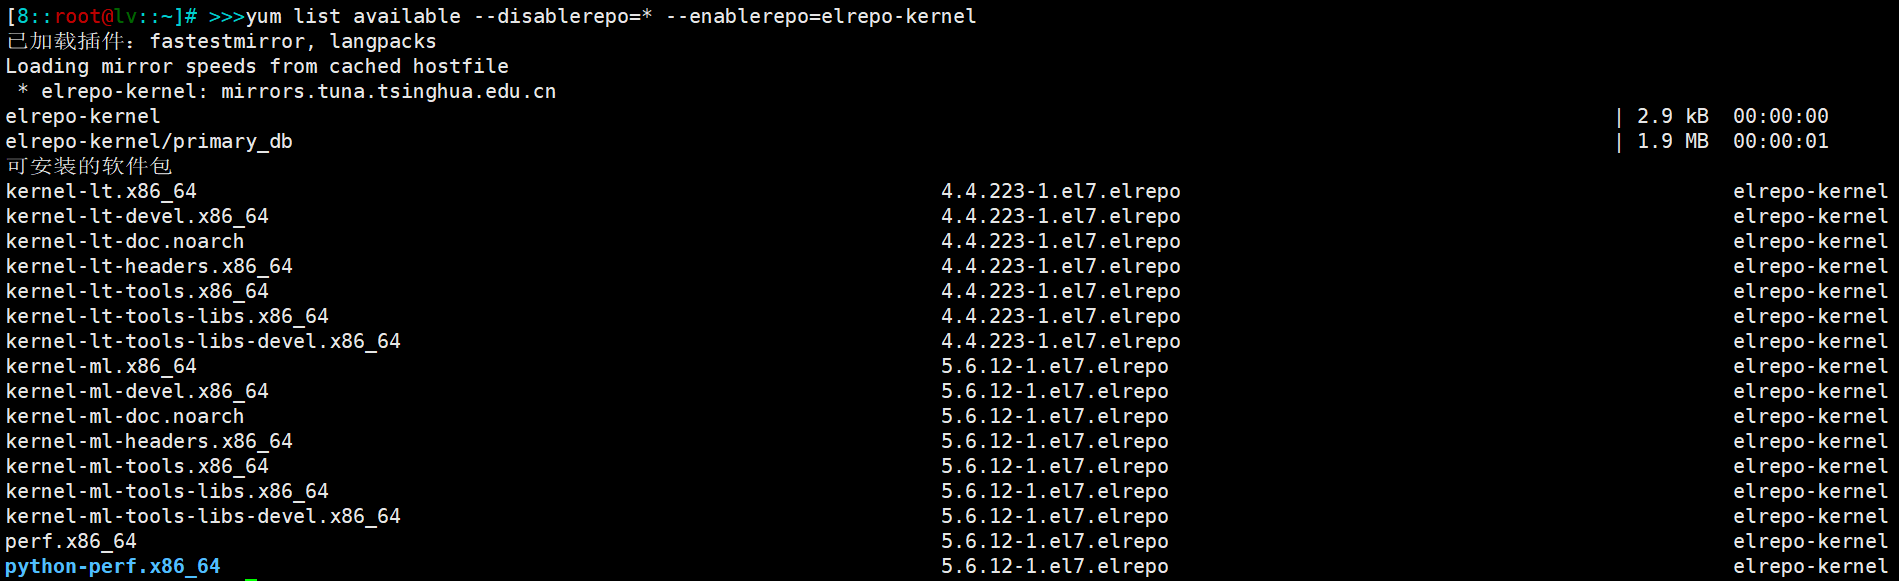 [8::root@lv::~]# >>>yum list available --disablerepo=* --enablerepo=elrepo-kernel
已加载插件：fastestmirror, langpacks
Loading mirror speeds from cached hostfile
 * elrepo-kernel: mirrors.tuna.tsinghua.edu.cn
elrepo-kernel | 2.9 kB 00:00:00
elrepo-kernel/primary_db | 1.9 MB 00:00:01
可安装的软件包
kernel-lt.x86_64 4.4.223-1.el7.elrepo elrepo-kernel
kernel-lt-devel.x86_64 4.4.223-1.el7.elrepo elrepo-kernel
kernel-lt-doc.noarch 4.4.223-1.el7.elrepo elrepo-kernel
kernel-lt-headers.x86_64 4.4.223-1.el7.elrepo elrepo-kernel
kernel-lt-tools.x86_64 4.4.223-1.el7.elrepo elrepo-kernel
kernel-lt-tools-libs.x86_64 4.4.223-1.el7.elrepo elrepo-kernel
kernel-lt-tools-libs-devel.x86_64 4.4.223-1.el7.elrepo elrepo-kernel
kernel-ml.x86_64 5.6.12-1.el7.elrepo elrepo-kernel
kernel-ml-devel.x86_64 5.6.12-1.el7.elrepo elrepo-kernel
kernel-ml-doc.noarch 5.6.12-1.el7.elrepo elrepo-kernel
kernel-ml-headers.x86_64 5.6.12-1.el7.elrepo elrepo-kernel
kernel-ml-tools.x86_64 5.6.12-1.el7.elrepo elrepo-kernel
kernel-ml-tools-libs.x86_64 5.6.12-1.el7.elrepo elrepo-kernel
kernel-ml-tools-libs-devel.x86_64 5.6.12-1.el7.elrepo elrepo-kernel
perf.x86_64 5.6.12-1.el7.elrepo elrepo-kernel
python-perf.x86_64 5.6.12-1.el7.elrepo elrepo-kernel